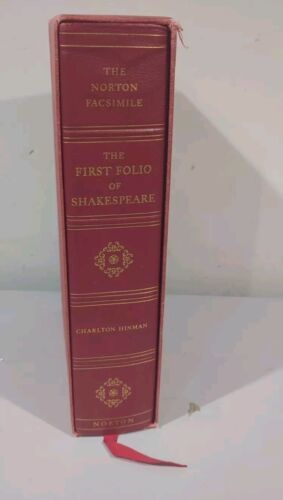 THE
NORTON
FACSIMILE
THE
FIRST FOLIO
OF
SHAKESPEARE
CHARLTON HINMAN
NORTON